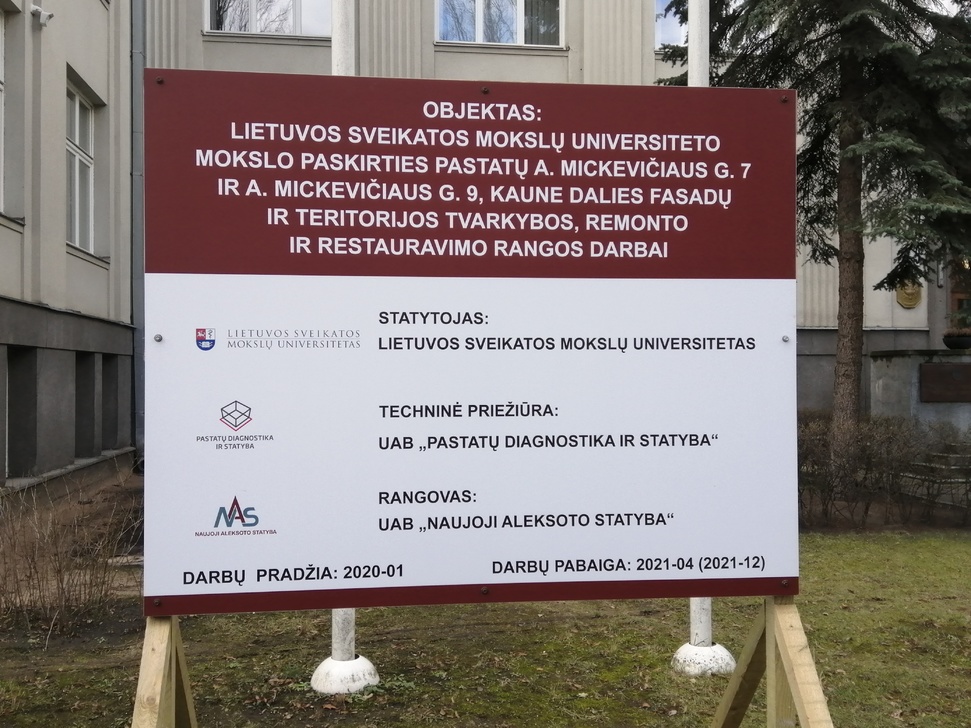 OBJEKTAS:
LIETUVOS SVEIKATOS MOKSLŲ UNIVERSITETO
MOKSLO PASKIRTIES PASTATŲ A. MICKEVIČIAUS G. 7
IR A. MICKEVIČIAUS G. 9, KAUNE DALIES FASADŲ
IR TERITORIJOS TVARKYBOS, REMONTO
IR RESTAURAVIMO RANGOS DARBAI
LIETUVOS SVEIKATOS
MOKSLŲ UNIVERSITETAS
STATYTOJAS:
LIETUVOS SVEIKATOS MOKSLŲ UNIVERSITETAS
PASTATŲ DIAGNOSTIKA
IR STATYBA
TECHNINĖ PRIEŽIŪRA:
UAB „PASTATŲ DIAGNOSTIKA IR STATYBA“
NAS
NAUJOJI ALEKSOTO STATYBA
RANGOVAS:
UAB „NAUJOJI ALEKSOTO STATYBA“
DARBŲ PRADŽIA: 2020-01
DARBŲ PABAIGA: 2021-04 (2021-12)